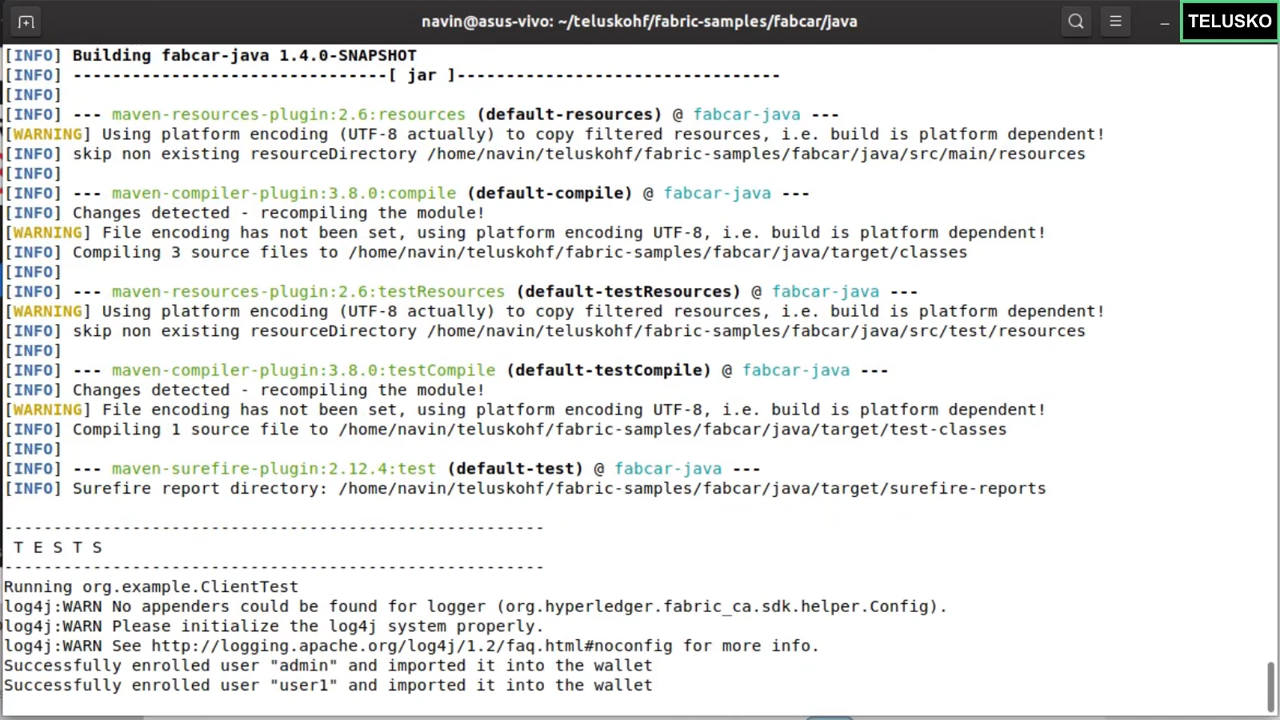 navin@asus-vivo: ~/teluskohf/fabric-samples/fabcar/java
TELUSKO
[INFO] Building fabcar-java 1.4.0-SNAPSHOT
[INFO] --------------------------------[ jar ]---------------------------------
[INFO]
[INFO] --- maven-resources-plugin:2.6:resources (default-resources) @ fabcar-java ---
[WARNING] Using platform encoding (UTF-8 actually) to copy filtered resources, i.e. build is platform dependent!
[INFO] skip non existing resourceDirectory /home/navin/teluskohf/fabric-samples/fabcar/java/src/main/resources
[INFO]
[INFO] --- maven-compiler-plugin:3.8.0:compile (default-compile) @ fabcar-java ---
[INFO] Changes detected - recompiling the module!
[WARNING] File encoding has not been set, using platform encoding UTF-8, i.e. build is platform dependent!
[INFO] Compiling 3 source files to /home/navin/teluskohf/fabric-samples/fabcar/java/target/classes
[INFO]
[INFO] --- maven-resources-plugin:2.6:testResources (default-testResources) @ fabcar-java ---
[WARNING] Using platform encoding (UTF-8 actually) to copy filtered resources, i.e. build is platform dependent!
[INFO] skip non existing resourceDirectory /home/navin/teluskohf/fabric-samples/fabcar/java/src/test/resources
[INFO]
[INFO] --- maven-compiler-plugin:3.8.0:testCompile (default-testCompile) @ fabcar-java ---
[INFO] Changes detected - recompiling the module!
[WARNING] File encoding has not been set, using platform encoding UTF-8, i.e. build is platform dependent!
[INFO] Compiling 1 source file to /home/navin/teluskohf/fabric-samples/fabcar/java/target/test-classes
[INFO]
[INFO] --- maven-surefire-plugin:2.12.4:test (default-test) @ fabcar-java ---
[INFO] Surefire report directory: /home/navin/teluskohf/fabric-samples/fabcar/java/target/surefire-reports
-------------------------------------------------------
T E S T S
-------------------------------------------------------
Running org.example.ClientTest
log4j:WARN No appenders could be found for logger (org.hyperledger.fabric_ca.sdk.helper.Config).
log4j:WARN Please initialize the log4j system properly.
log4j:WARN See http://logging.apache.org/log4j/1.2/faq.html#noconfig for more info.
Successfully enrolled user "admin" and imported it into the wallet
Successfully enrolled user "user1" and imported it into the wallet